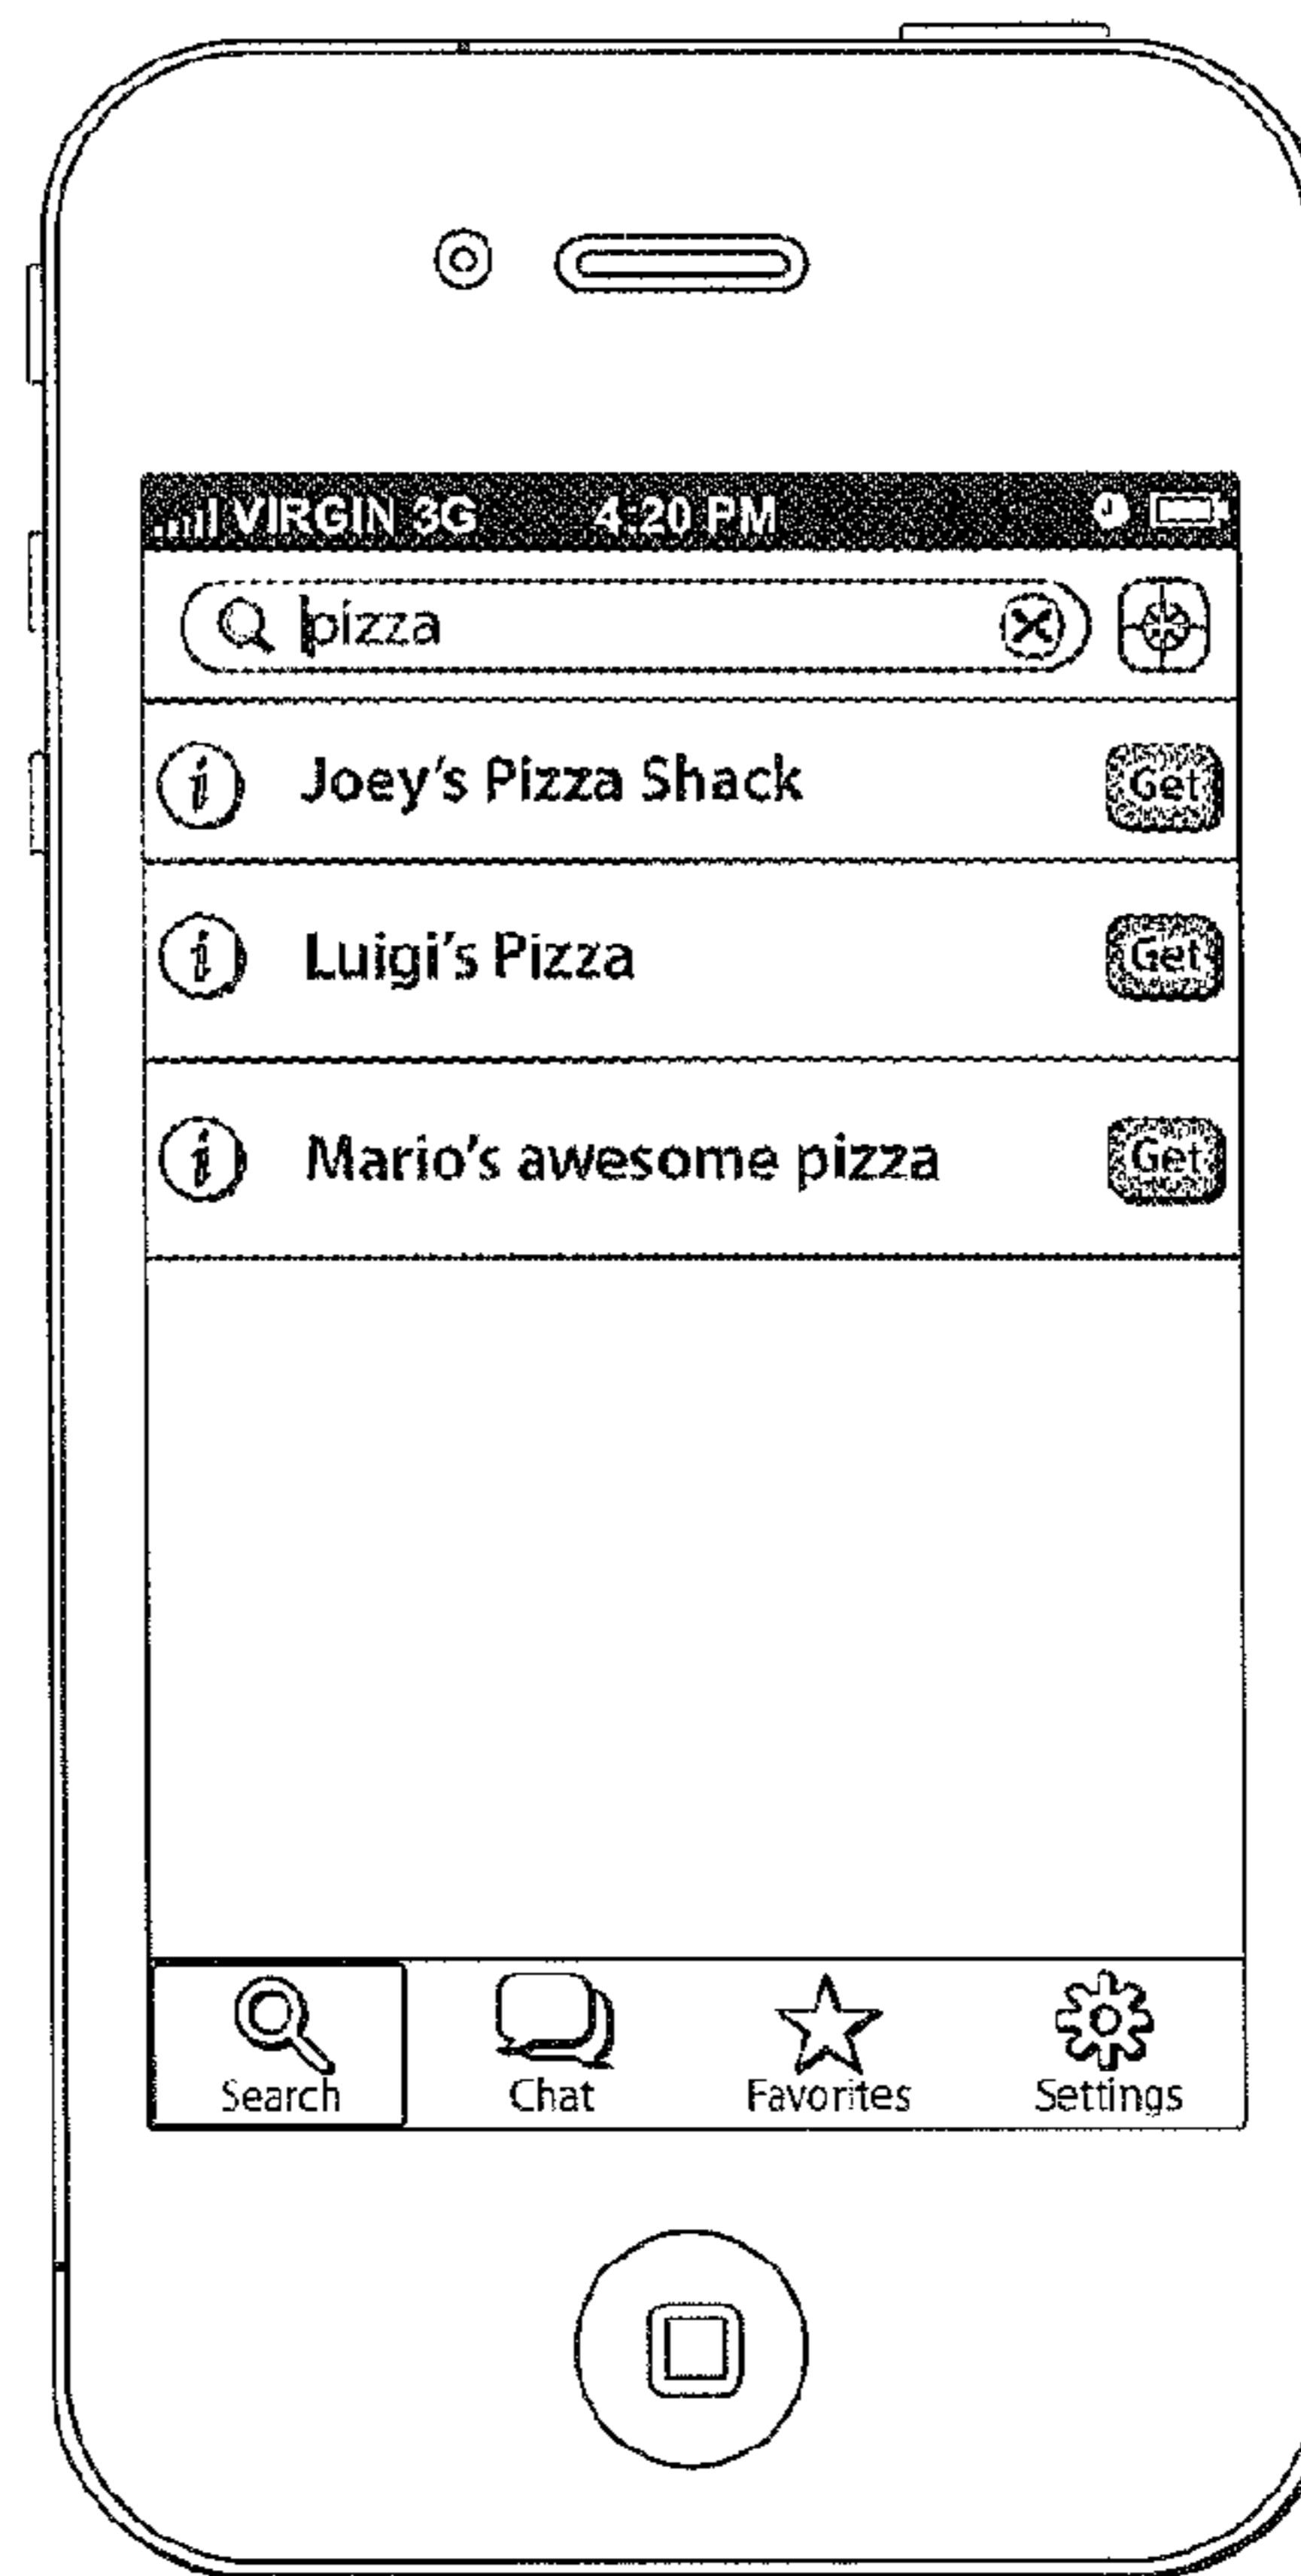 VIRGIN 3G 4:20 PM
pizza
i Joey's Pizza Shack Get
i Luigi's Pizza Get
i Mario's awesome pizza Get
Search Chat Favorites Settings